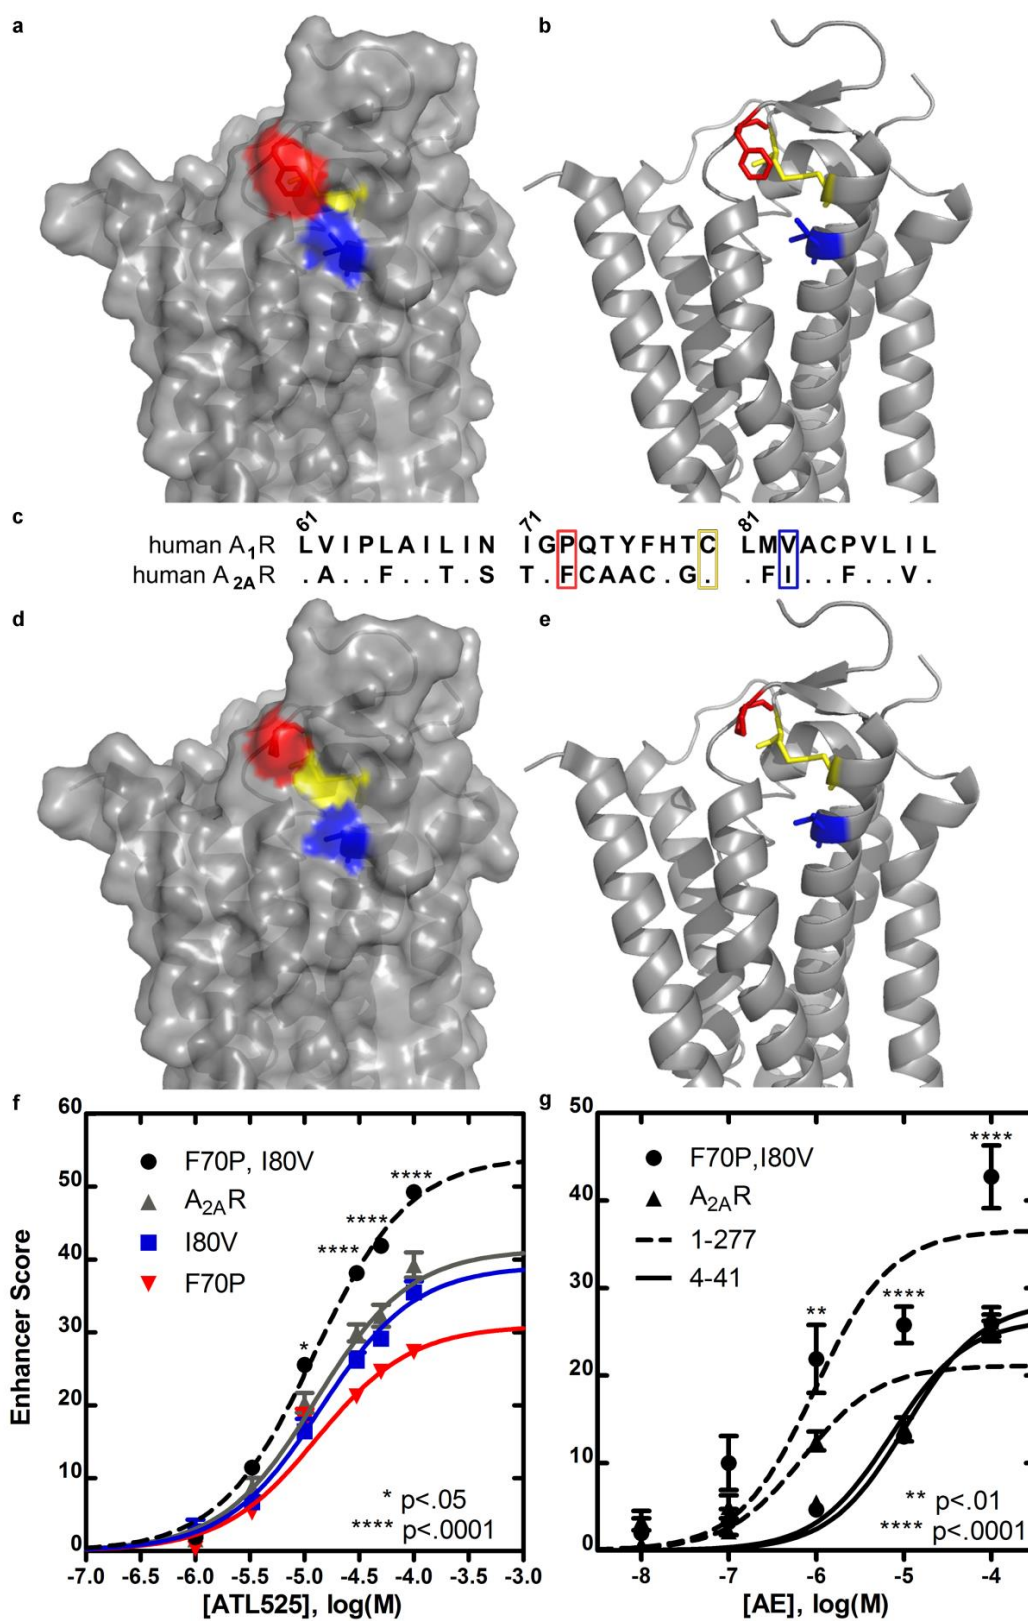 a
b
c
61 71 81
human A1R LVIPLAILIN IGPQTYFHTC LMVACPVLIL
human A2AR .A..F..T.S T.FCAAC.G. .FI..F..V.
d
e
f
60
50
40
30
20
10
0
Enhancer Score
F70P, I80V
A2AR
I80V
F70P
*
****
****
****
* p<.05
**** p<.0001
-7.0 -6.5 -6.0 -5.5 -5.0 -4.5 -4.0 -3.5 -3.0
[ATL525], log(M)
g
50
40
30
20
10
0
F70P,I80V
A2AR
1-277
4-41
**
****
****
** p<.01
**** p<.0001
-8 -7 -6 -5 -4
[AE], log(M)